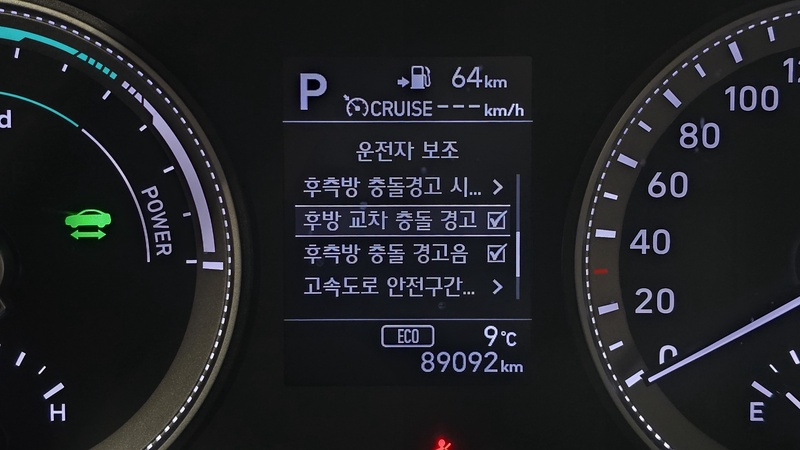 P 64km
CRUISE ---km/h
운전자 보조
후측방 충돌경고 시... >
후방 교차 충돌 경고
후측방 충돌 경고음
고속도로 안전구간... >
ECO 9℃
89092km
POWER
d
H
120
100
80
60
40
20
0
E